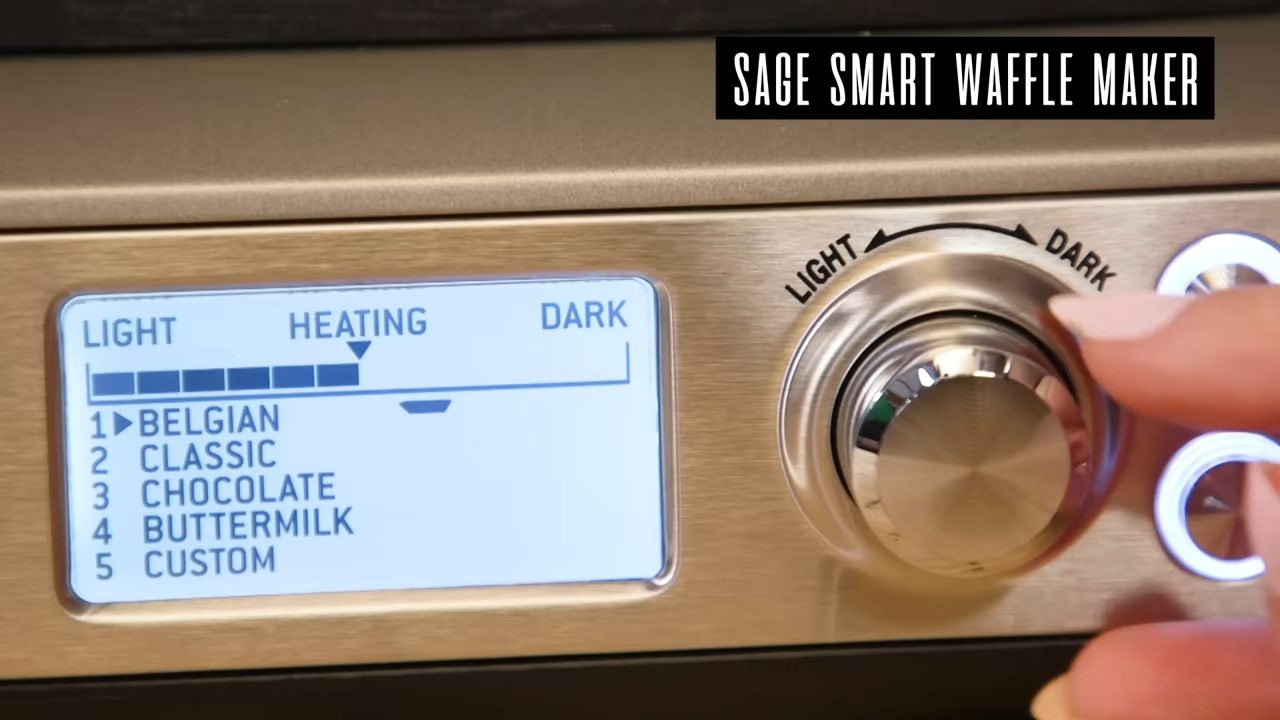 SAGE SMART WAFFLE MAKER
LIGHT HEATING DARK
1 BELGIAN
2 CLASSIC
3 CHOCOLATE
4 BUTTERMILK
5 CUSTOM
LIGHT DARK